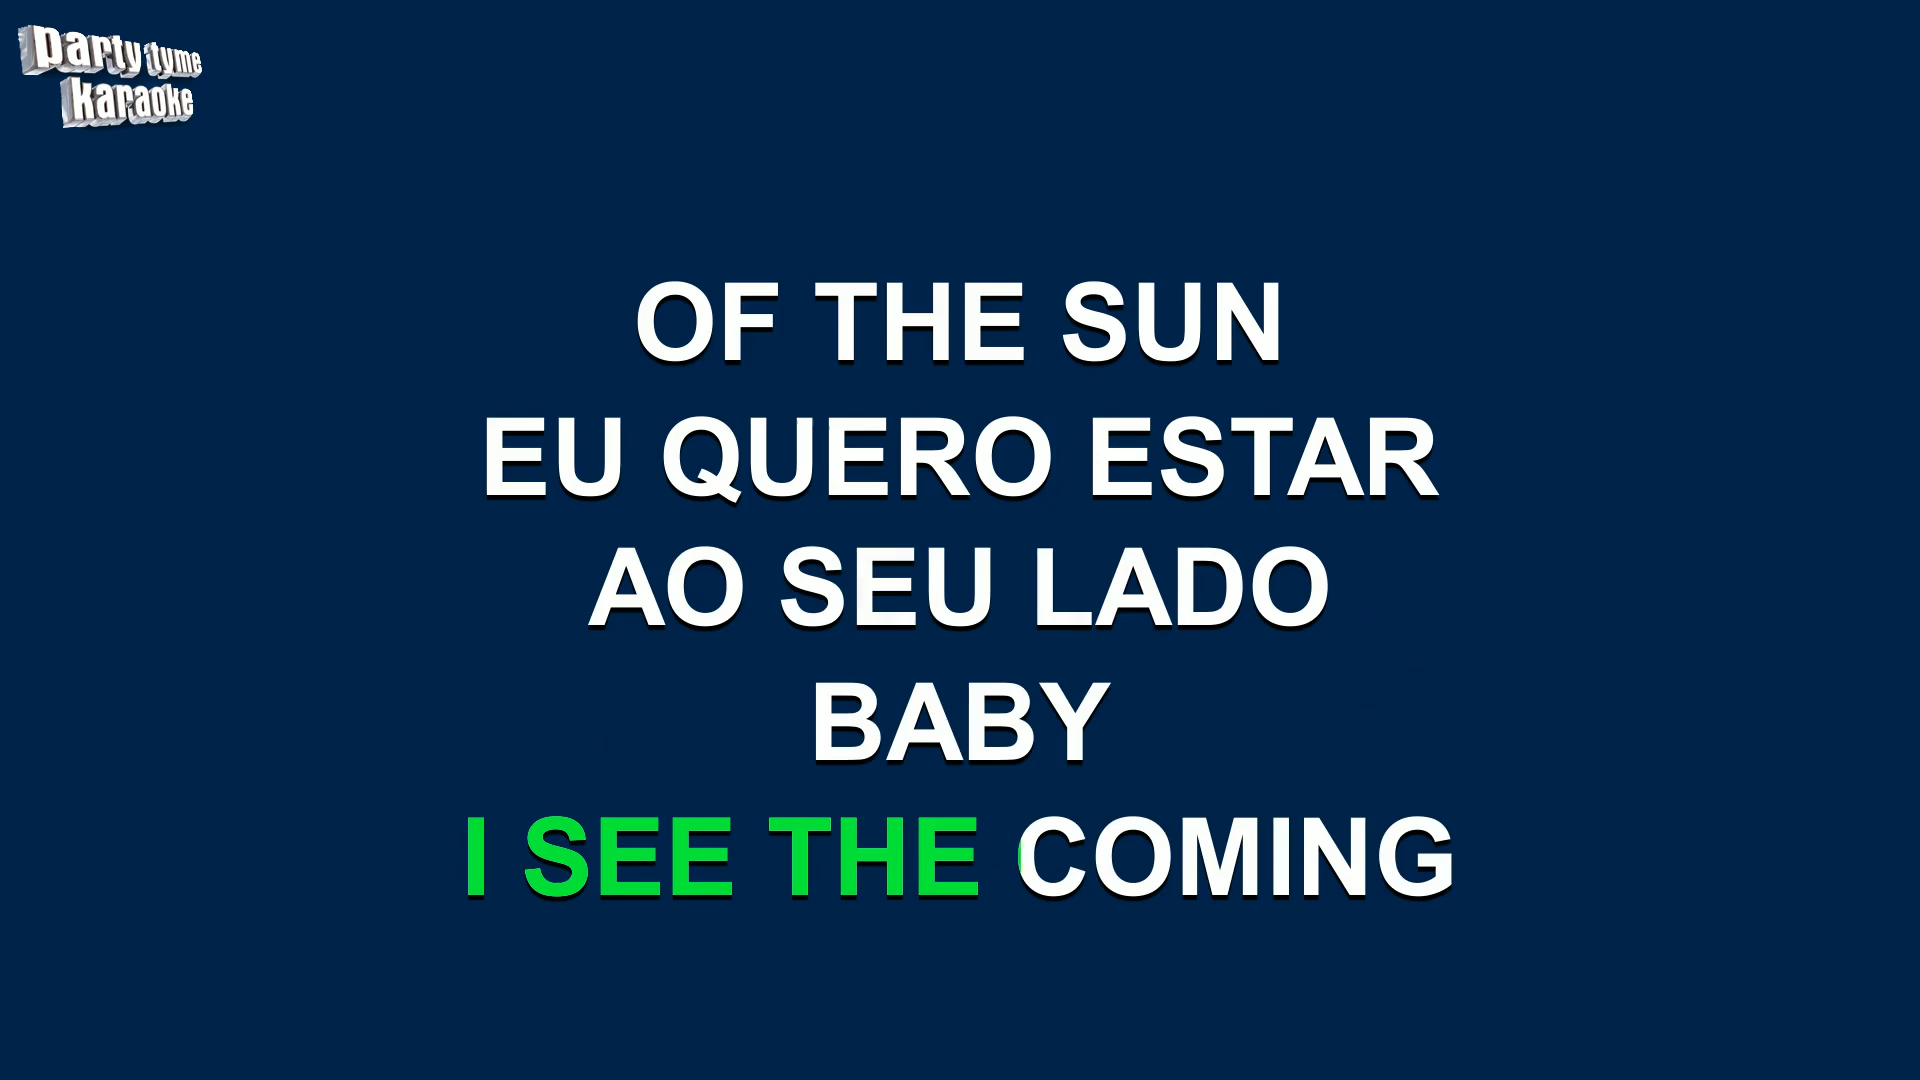 party tyme
karaoke
OF THE SUN
EU QUERO ESTAR
AO SEU LADO
BABY
I SEE THE COMING